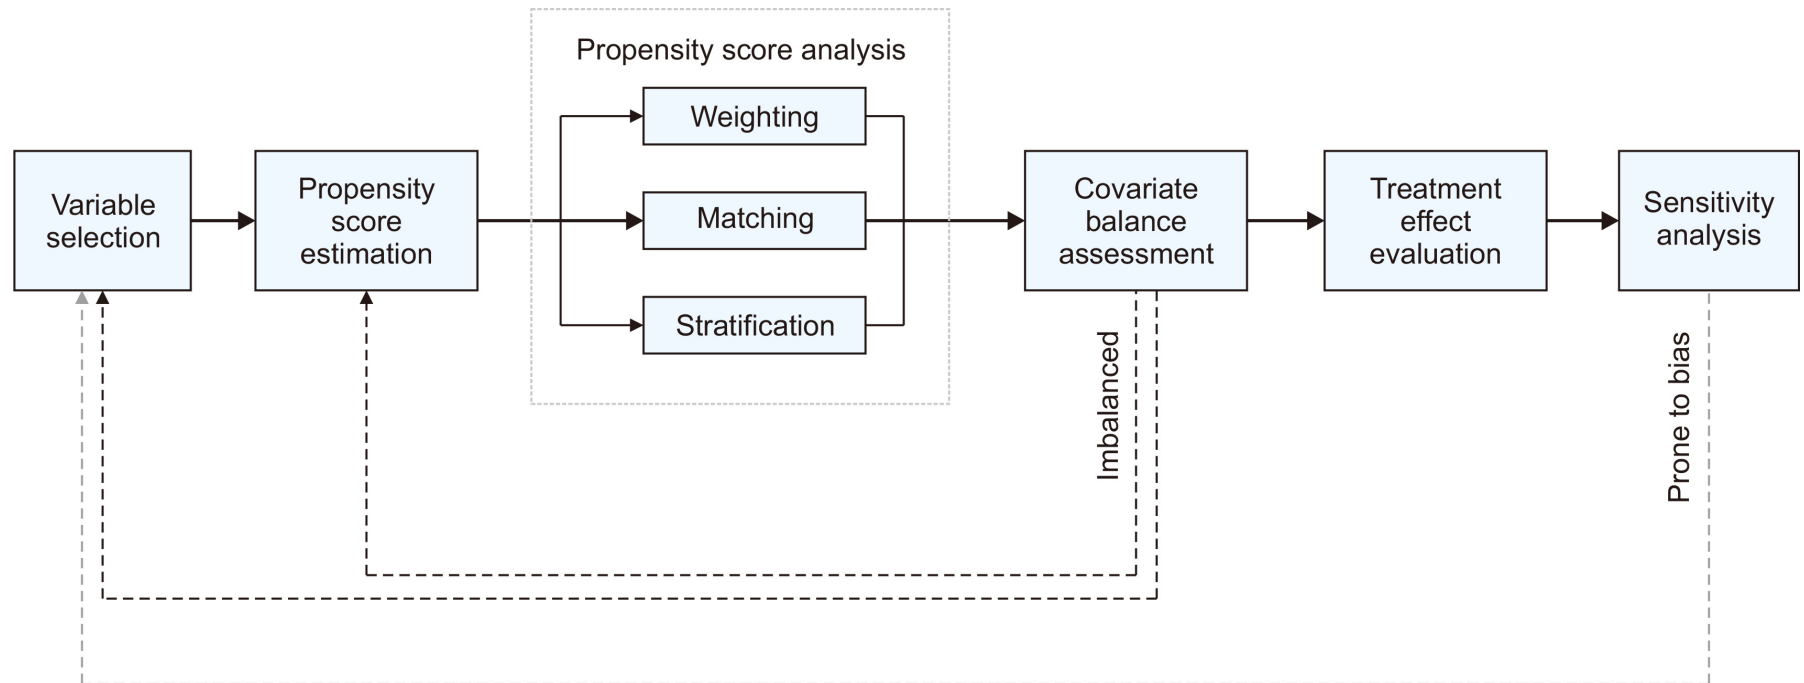 Propensity score analysis
Variable
selection
Propensity
score
estimation
Weighting
Matching
Stratification
Covariate
balance
assessment
Treatment
effect
evaluation
Sensitivity
analysis
Imbalanced
Prone to bias